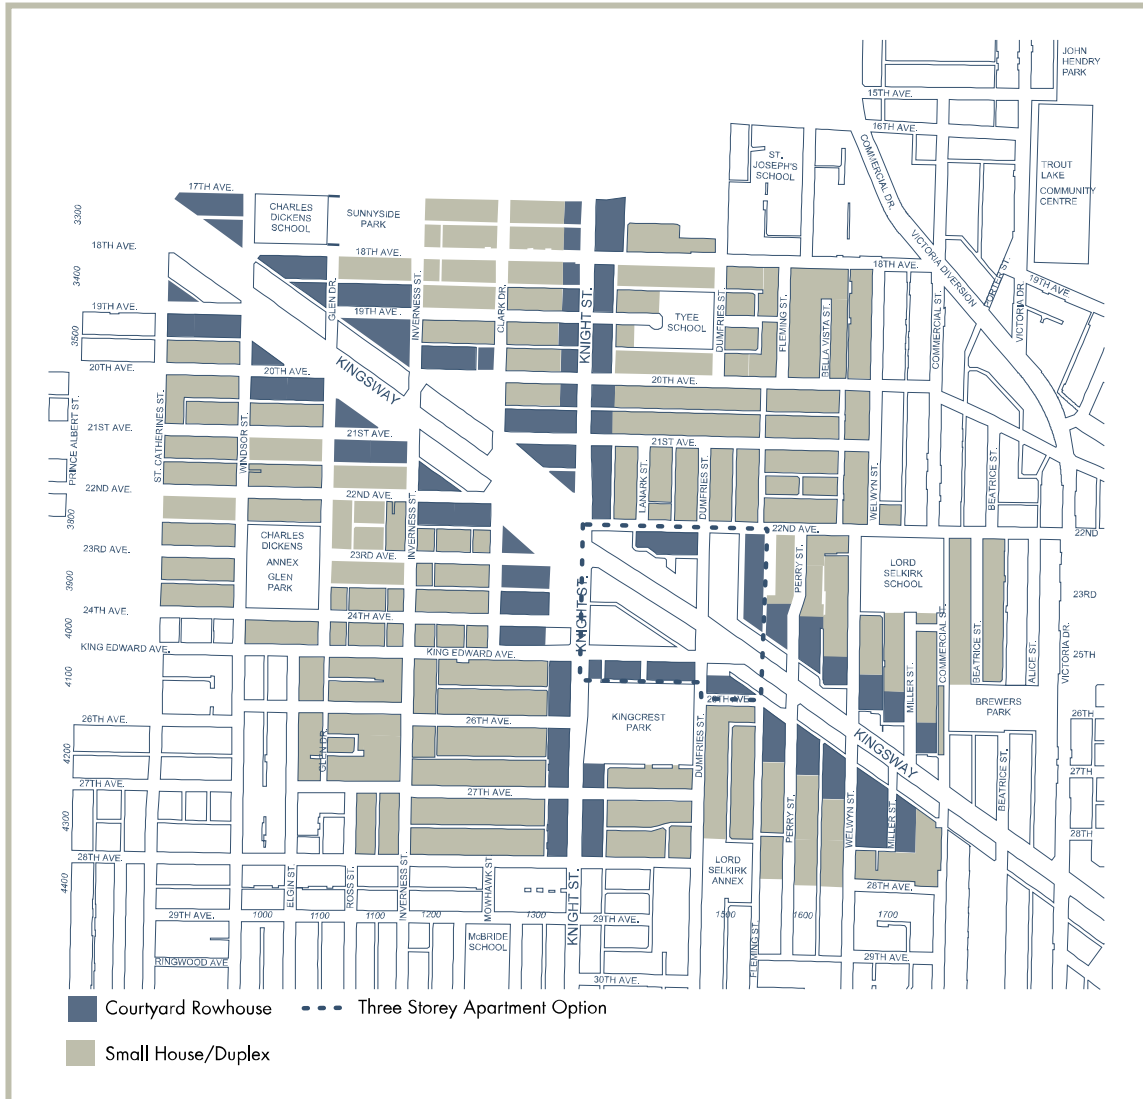 JOHN
HENDRY
PARK
15TH AVE.
16TH AVE.
COMMERCIAL DR.
ST.
JOSEPH'S
SCHOOL
TROUT
LAKE
COMMUNITY
CENTRE
17TH AVE.
CHARLES
DICKENS
SCHOOL
SUNNYSIDE
PARK
3300
18TH AVE.
18TH AVE.
18TH AVE.
VICTORIA DIVERSION
PORTER ST.
19TH AVE.
VICTORIA DR.
3400
GLEN DR.
INVERNESS ST.
CLARK DR.
KNIGHT ST.
TYEE
SCHOOL
DUMFRIES ST.
FLEMING ST.
BELLA VISTA ST.
COMMERCIAL ST.
19TH AVE.
19TH AVE.
3500
20TH AVE.
20TH AVE.
20TH AVE.
KINGSWAY
PRINCE ALBERT ST.
ST. CATHERINES ST.
WINDSOR ST.
21ST AVE.
21ST AVE.
21ST AVE.
LANARK ST.
DUMFRIES ST.
WELWYN ST.
BEATRICE ST.
22ND AVE.
22ND AVE.
22ND AVE.
22ND
3800
INVERNESS ST.
CHARLES
DICKENS
ANNEX
GLEN
PARK
23RD AVE.
23RD AVE.
23RD
PERRY ST.
LORD
SELKIRK
SCHOOL
3900
KNIGHT ST.
24TH AVE.
24TH AVE.
4000
KING EDWARD AVE.
KING EDWARD AVE.
25TH
COMMERCIAL ST.
BEATRICE ST.
ALICE ST.
VICTORIA DR.
MILLER ST.
4100
26TH AVE.
26TH AVE.
26TH
KINGCREST
PARK
DUMFRIES ST.
BREWERS
PARK
KINGSWAY
4200
GLEN DR.
27TH AVE.
27TH AVE.
27TH
BEATRICE ST.
PERRY ST.
WELWYN ST.
MILLER ST.
4300
28TH AVE.
28TH AVE.
28TH
LORD
SELKIRK
ANNEX
4400
ELGIN ST.
ROSS ST.
INVERNESS ST.
MOWHAWK ST.
KNIGHT ST.
FLEMING ST.
29TH AVE.
1000
1100
1100
1200
1300
29TH AVE.
1500
1600
1700
29TH AVE.
McBRIDE
SCHOOL
RINGWOOD AVE
30TH AVE.
Courtyard Rowhouse
Three Storey Apartment Option
Small House/Duplex